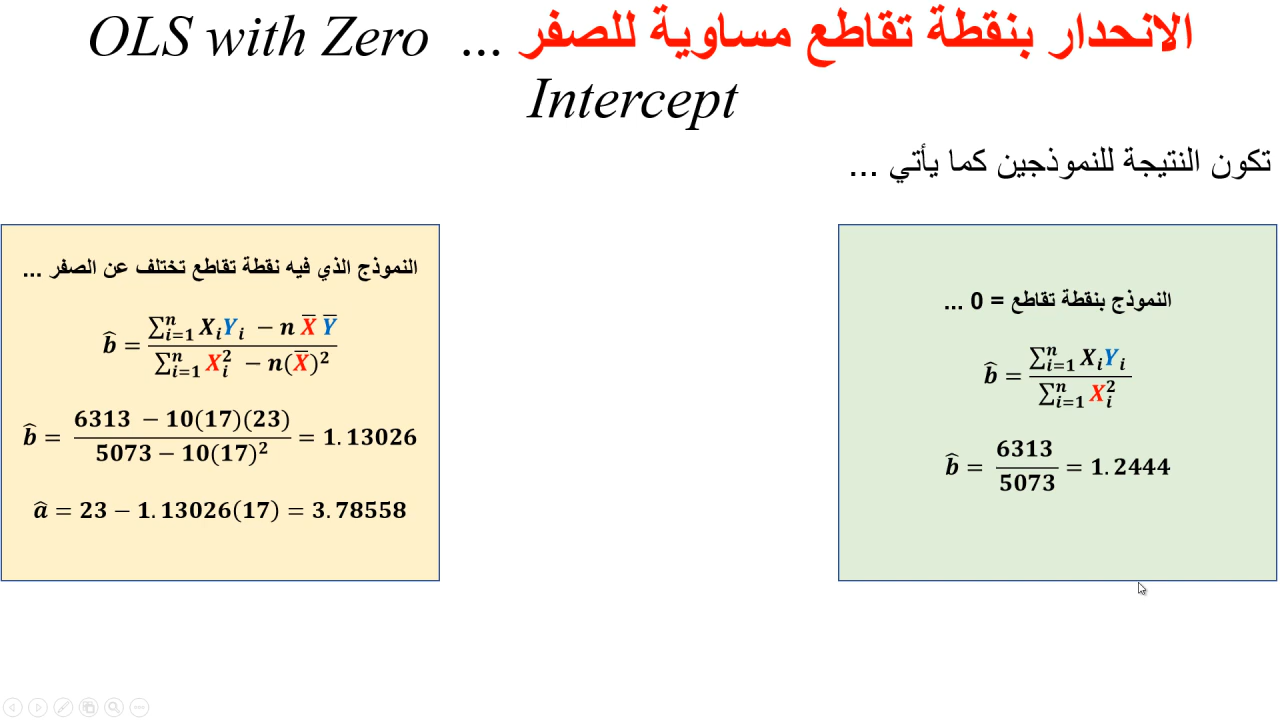 الانحدار بنقطة تقاطع مساوية للصفر ... OLS with Zero
Intercept
تكون النتيجة للنموذجين كما يأتي ...
النموذج بنقطة تقاطع = 0 ...
b̂ = ∑ⁿᵢ₌₁ XᵢYᵢ / ∑ⁿᵢ₌₁ Xᵢ²
b̂ = 6313 / 5073 = 1.2444
النموذج الذي فيه نقطة تقاطع تختلف عن الصفر ...
b̂ = (∑ⁿᵢ₌₁ XᵢYᵢ − n X̄ Ȳ) / (∑ⁿᵢ₌₁ Xᵢ² − n(X̄)²)
b̂ = (6313 − 10(17)(23)) / (5073 − 10(17)²) = 1.13026
â = 23 − 1.13026(17) = 3.78558